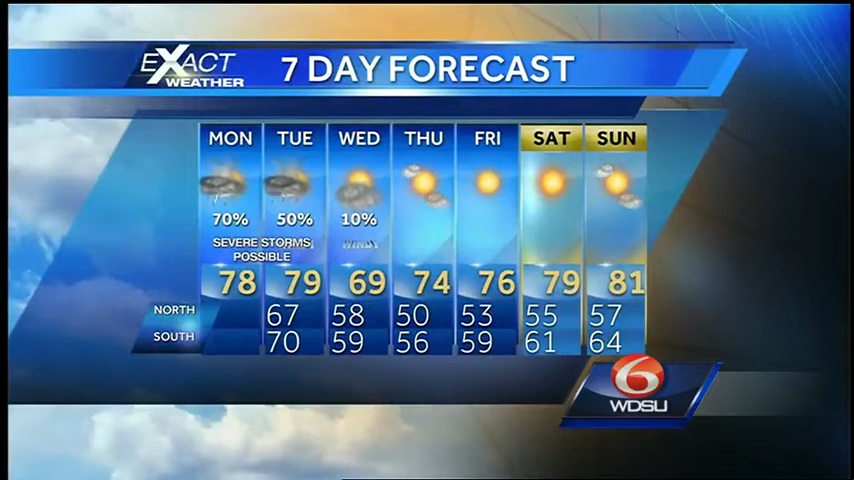 EXACT
WEATHER
7 DAY FORECAST
MON TUE WED THU FRI SAT SUN
70% 50% 10%
SEVERE STORMS WINDY
POSSIBLE
78 79 69 74 76 79 81
NORTH 67 58 50 53 55 57
SOUTH 70 59 56 59 61 64
6
WDSU